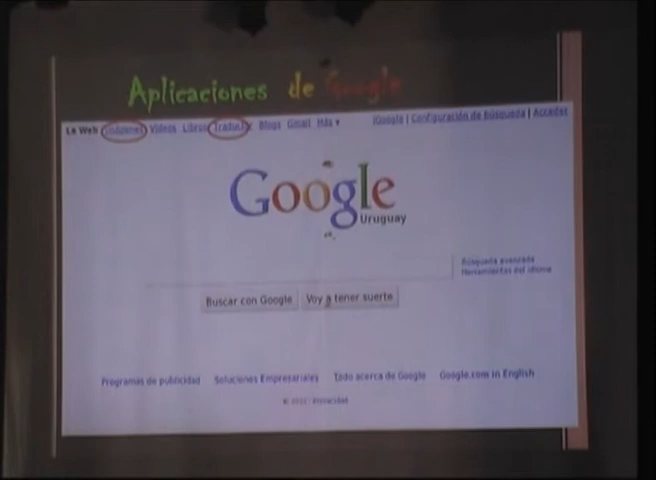 Aplicaciones de Google
La Web Imágenes Videos Libros Traducir Blogs Gmail Más ▾ iGoogle | Configuración de búsqueda | Acceder
Google
Uruguay
Búsqueda avanzada
Herramientas del idioma
Buscar con Google Voy a tener suerte
Programas de publicidad Soluciones Empresariales Todo acerca de Google Google.com in English
Privacidad